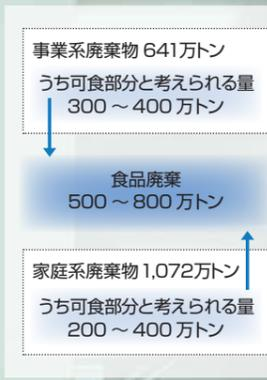 事業系廃棄物 641万トン
うち可食部分と考えられる量
300 ～ 400 万トン
食品廃棄
500 ～ 800 万トン
家庭系廃棄物 1,072万トン
うち可食部分と考えられる量
200 ～ 400 万トン